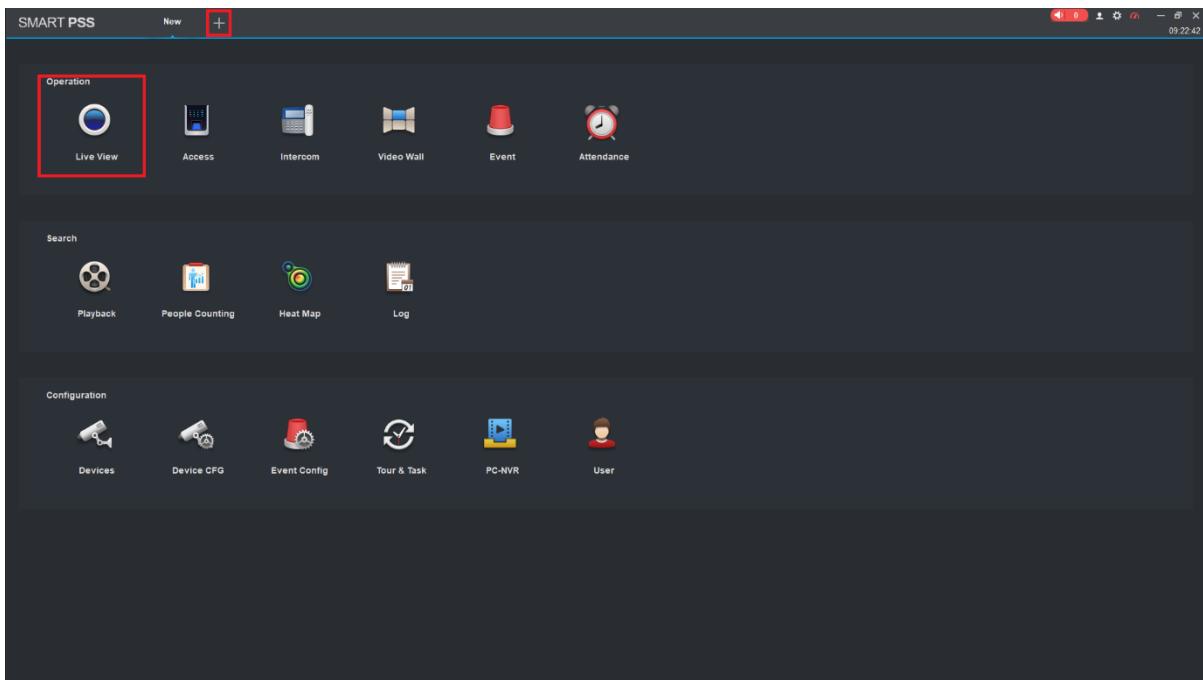 SMART PSS New + 0
09:22:42
Operation
Live View Access Intercom Video Wall Event Attendance
Search
Playback People Counting Heat Map Log
Configuration
Devices Device CFG Event Config Tour & Task PC-NVR User